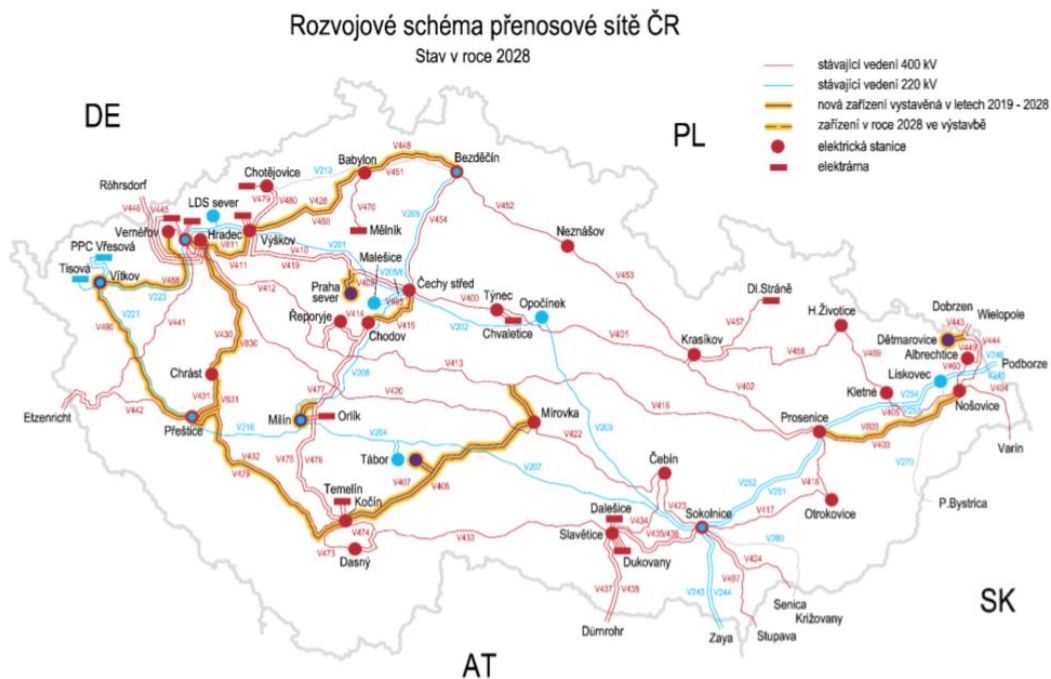 Rozvojové schéma přenosové sítě ČR
Stav v roce 2028
stávající vedení 400 kV
stávající vedení 220 kV
nová zařízení vystavěná v letech 2019 - 2028
zařízení v roce 2028 ve výstavbě
elektrická stanice
elektrárna
DE
PL
Babylon
V448
Bezděčín
V210
V451
Chotějovice
V479
V480
V428
V450
V470
Mělník
V209
V454
V452
Röhrsdorf
V446
V445
LDS sever
Vernéřov
Hradec
V811
V411
Výškov
V201
V410
V419
Malešice
Neznášov
V453
PPC Vřesová
Tisová
Vítkov
V223
V221
V490
V441
V412
V430
V830
Praha sever
Čechy střed
V400
Týnec
Opočínek
V202
Chvaletice
V401
Dl.Stráně
V457
H.Životice
V458
V459
Krasíkov
V402
Řeporyje
V414
Chodov
V415
V413
Dobrzen
Wielopole
V443
V444
Dětmarovice
Albrechtice
V449
V460
V246
V245
Podborze
Lískovec
V254
Kletné
V405
Nošovice
V404
Varín
V803
V403
V270
P.Bystrica
Chrást
V431
V831
Etzenricht
V442
Přeštice
V216
V432
V429
V208
V477
V420
Milín
Orlík
V204
V475
V476
Tábor
V407
V406
Mírovka
V422
V207
V203
V416
Prosenice
V418
Otrokovice
V417
V252
V251
Čebín
V423
Sokolnice
Temelín
Kočín
V474
V473
Dasný
V433
Dalešice
V434
Slavětice
V435/436
Dukovany
V437
V438
Dürnrohr
V280
V424
V497
V243
V244
Zaya
Stupava
Senica
Križovany
SK
AT